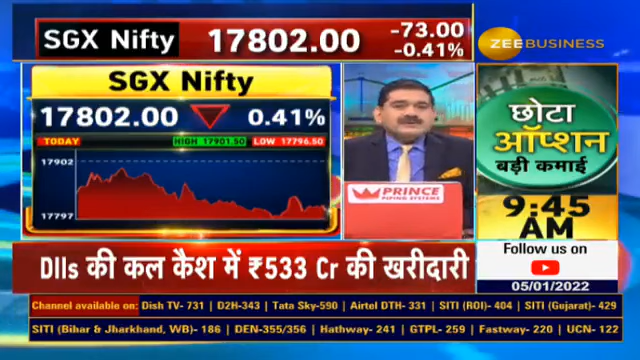 SGX Nifty 17802.00 -73.00
-0.41%
ZEE BUSINESS
SGX Nifty
17802.00 0.41%
TODAY HIGH 17901.50 LOW 17796.50
17902
17797
PRINCE
PIPING SYSTEMS
छोटा
ऑप्शन
बड़ी कमाई
9:45
AM
Follow us on
05/01/2022
DIIs की कल कैश में ₹533 Cr की खरीदारी
Channel available on: Dish TV- 731 | D2H-343 | Tata Sky-590 | Airtel DTH- 331 | SITI (ROI)- 404 | SITI (Gujarat)- 429
SITI (Bihar & Jharkhand, WB)- 186 | DEN-355/356 | Hathway- 241 | GTPL- 259 | Fastway- 220 | UCN- 122